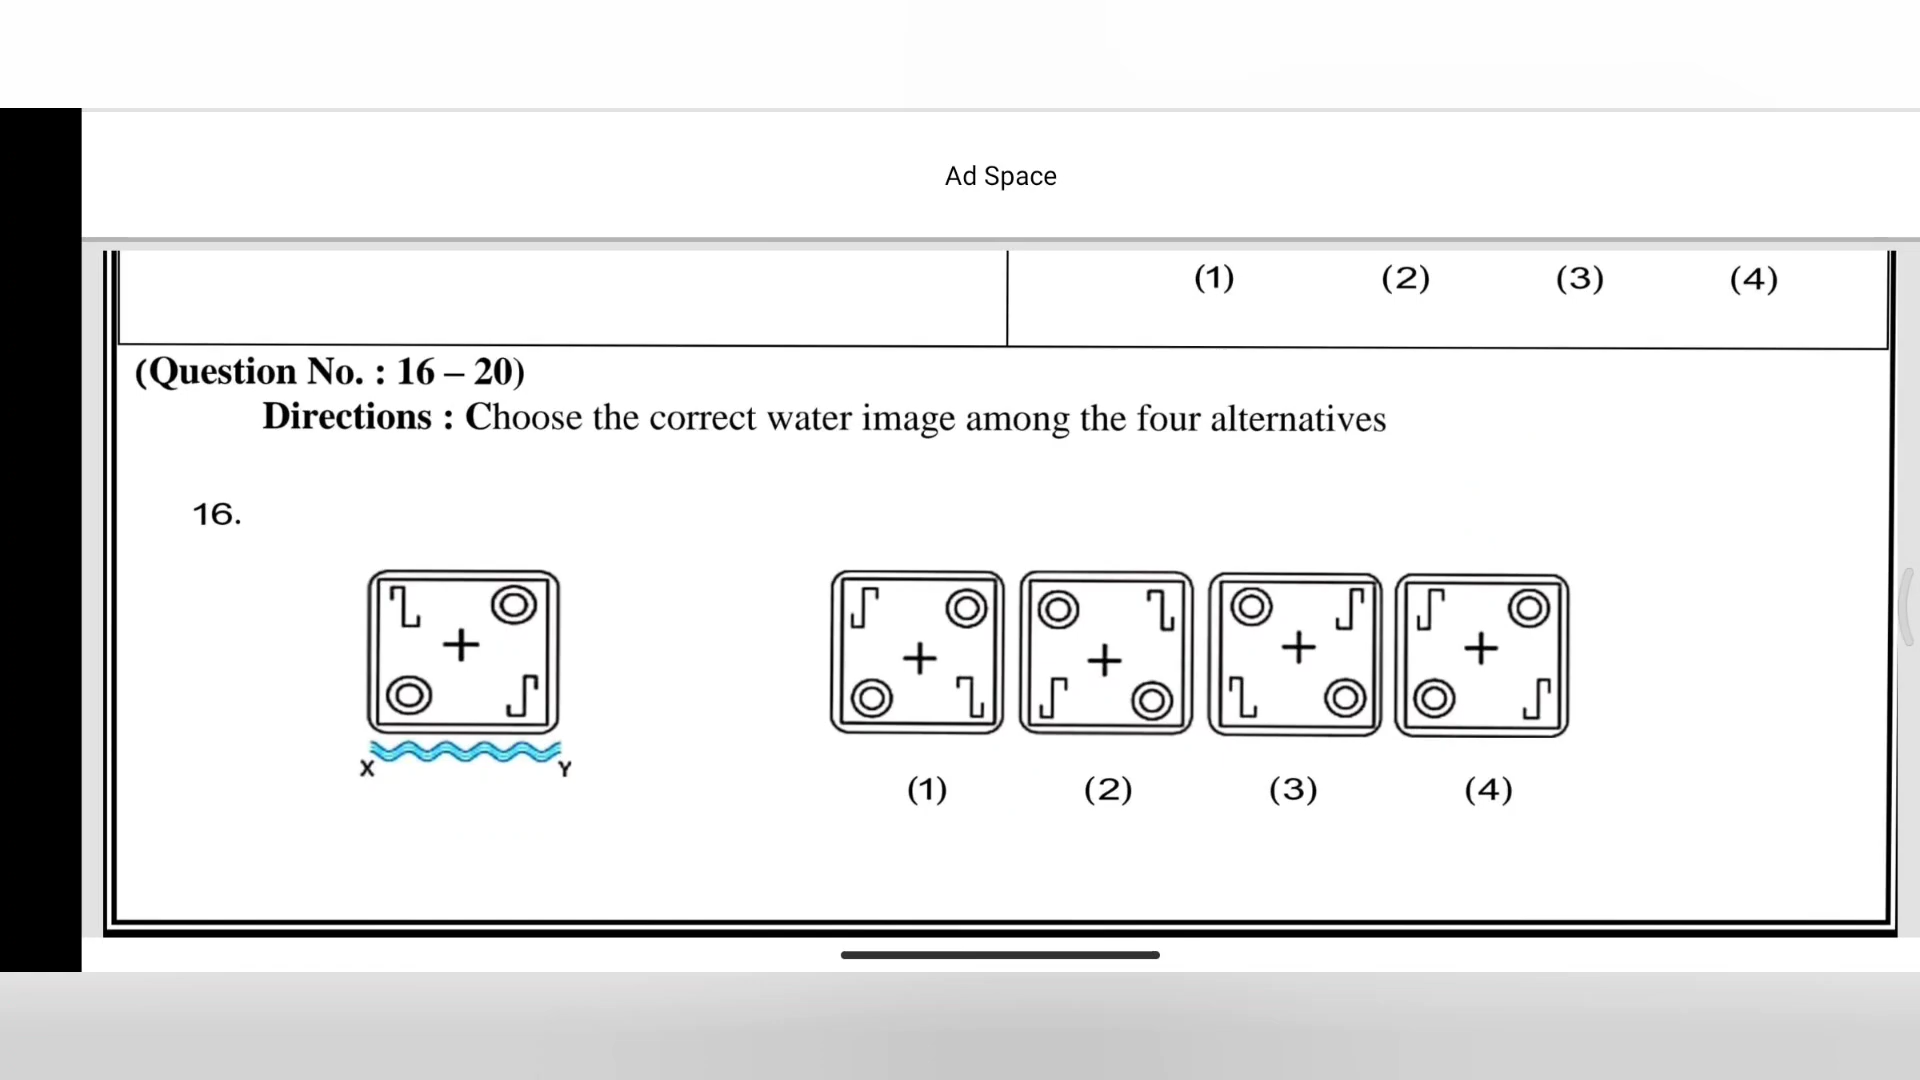 Ad Space
(1) (2) (3) (4)
(Question No. : 16 – 20)
Directions : Choose the correct water image among the four alternatives
16.
X Y
(1) (2) (3) (4)